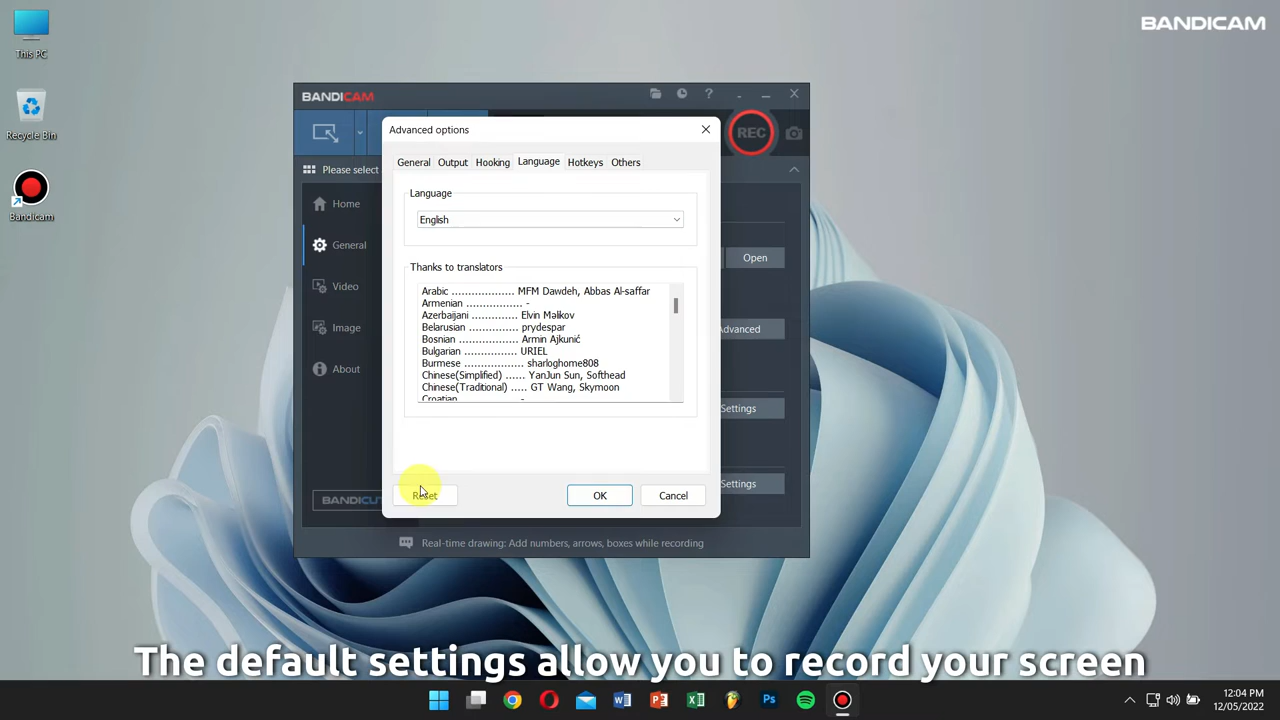 This PC
BANDICAM
BANDICAM
?
REC
Recycle Bin
Advanced options
General Output Hooking Language Hotkeys Others
Please select
Home
General
Video
Image
About
BANDICU
Language
English
Thanks to translators
Arabic ................... MFM Dawdeh, Abbas Al-saffar
Armenian ................. -
Azerbaijani .............. Elvin Məlikov
Belarusian ............... prydespar
Bosnian .................. Armin Ajkunić
Bulgarian ................. URIEL
Burmese .................. sharloghome808
Chinese(Simplified) ...... YanJun Sun, Softhead
Chinese(Traditional) ..... GT Wang, Skymoon
Croatian -
Open
Advanced
Settings
Settings
Reset
OK
Cancel
Bandicam
Real-time drawing: Add numbers, arrows, boxes while recording
The default settings allow you to record your screen
12:04 PM
12/05/2022